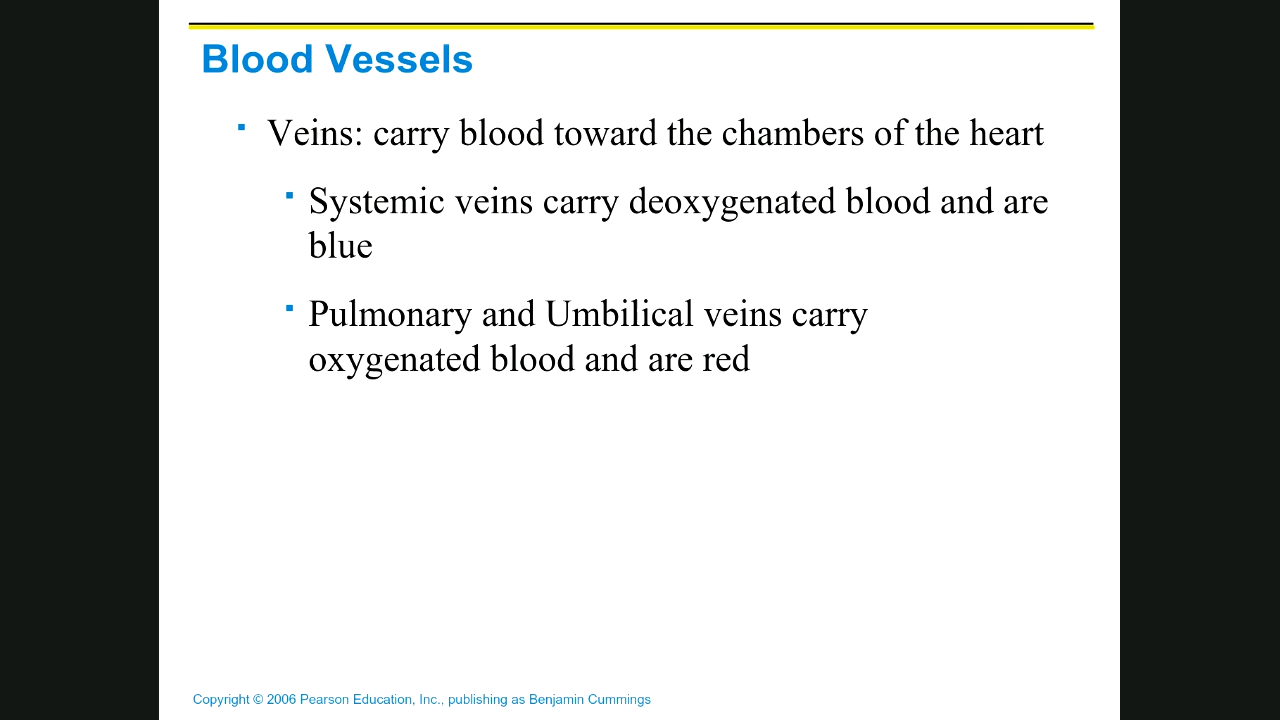 Blood Vessels
▪ Veins: carry blood toward the chambers of the heart
▪ Systemic veins carry deoxygenated blood and are
blue
▪ Pulmonary and Umbilical veins carry
oxygenated blood and are red
Copyright © 2006 Pearson Education, Inc., publishing as Benjamin Cummings